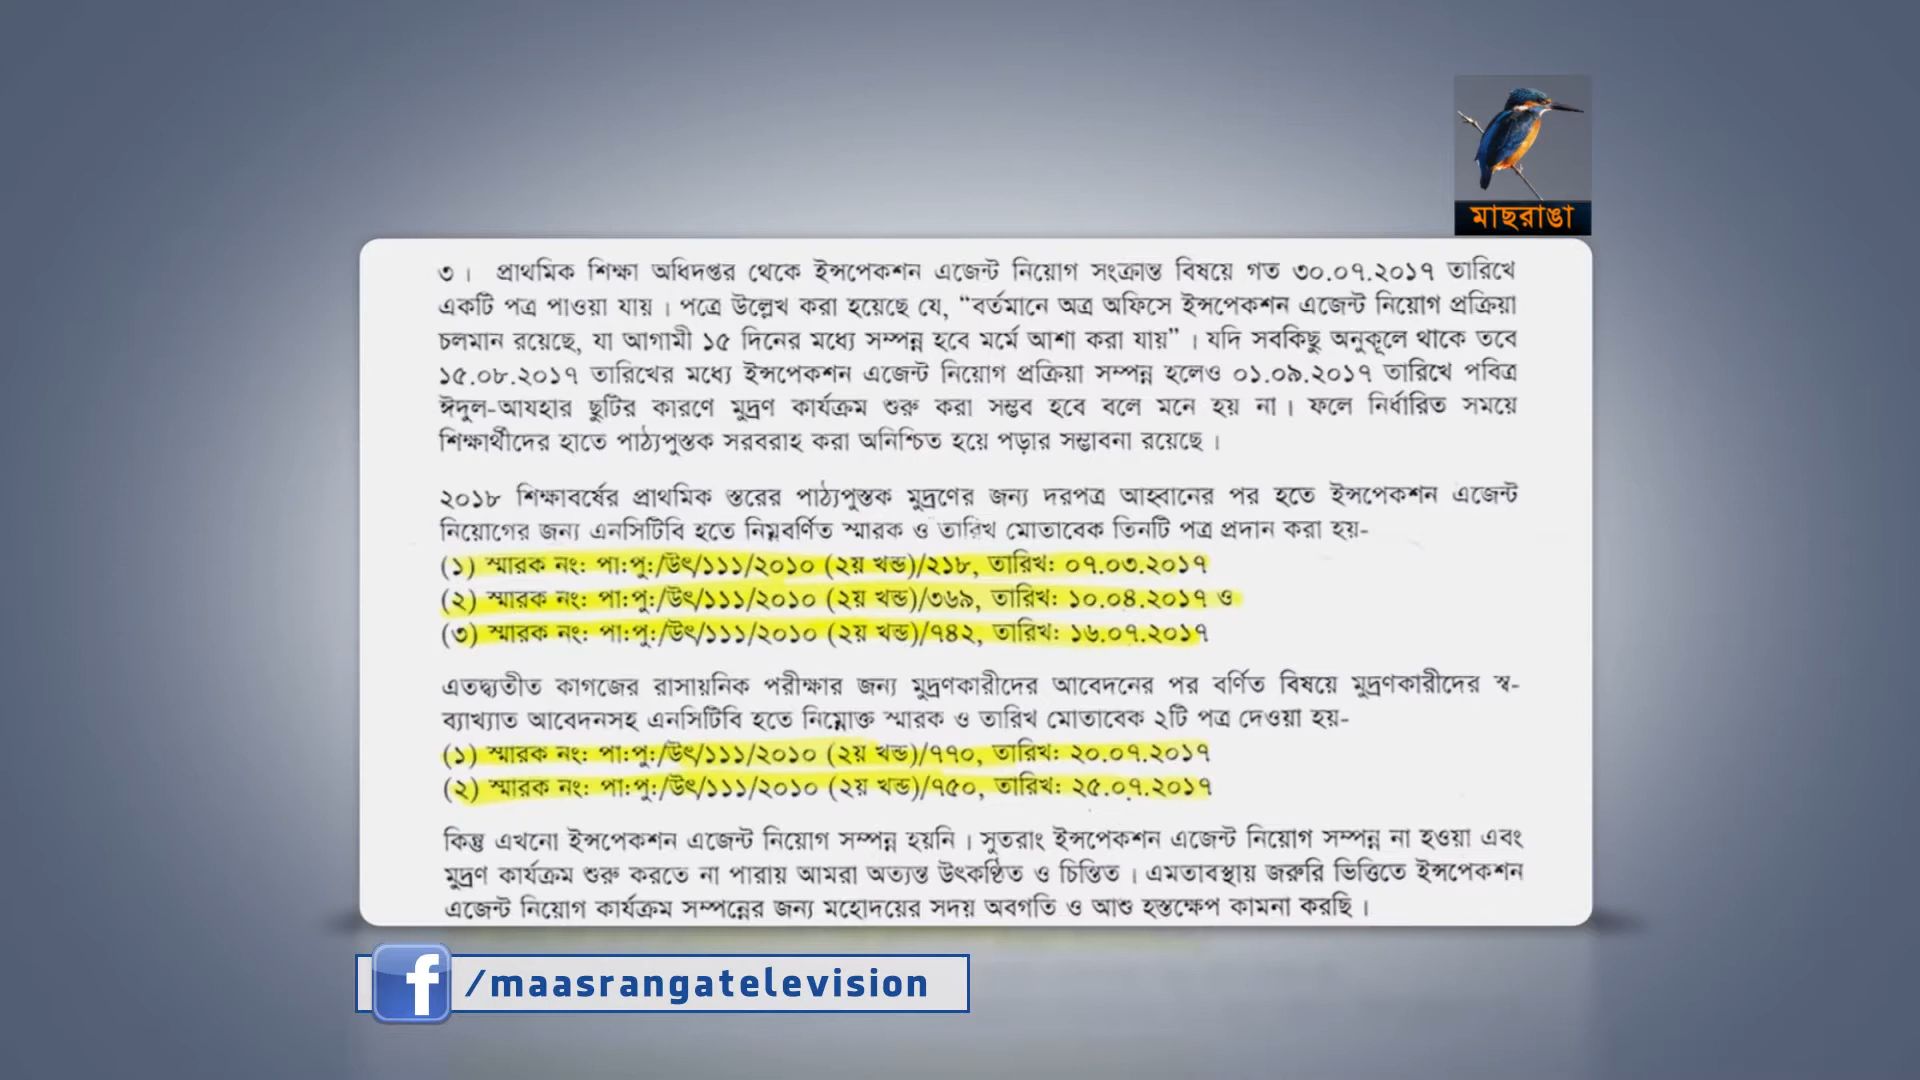 মাছরাঙা
৩। প্রাথমিক শিক্ষা অধিদপ্তর থেকে ইন্সপেকশন এজেন্ট নিয়োগ সংক্রান্ত বিষয়ে গত ৩০.০৭.২০১৭ তারিখে
একটি পত্র পাওয়া যায়। পত্রে উল্লেখ করা হয়েছে যে, “বর্তমানে অত্র অফিসে ইন্সপেকশন এজেন্ট নিয়োগ প্রক্রিয়া
চলমান রয়েছে, যা আগামী ১৫ দিনের মধ্যে সম্পন্ন হবে মর্মে আশা করা যায়”। যদি সবকিছু অনুকূলে থাকে তবে
১৫.০৮.২০১৭ তারিখের মধ্যে ইন্সপেকশন এজেন্ট নিয়োগ প্রক্রিয়া সম্পন্ন হলেও ০১.০৯.২০১৭ তারিখে পবিত্র
ঈদুল-আযহার ছুটির কারণে মুদ্রণ কার্যক্রম শুরু করা সম্ভব হবে বলে মনে হয় না। ফলে নির্ধারিত সময়ে
শিক্ষার্থীদের হাতে পাঠ্যপুস্তক সরবরাহ করা অনিশ্চিত হয়ে পড়ার সম্ভাবনা রয়েছে।
২০১৮ শিক্ষাবর্ষের প্রাথমিক স্তরের পাঠ্যপুস্তক মুদ্রণের জন্য দরপত্র আহ্বানের পর হতে ইন্সপেকশন এজেন্ট
নিয়োগের জন্য এনসিটিবি হতে নিম্নবর্ণিত স্মারক ও তারিখ মোতাবেক তিনটি পত্র প্রদান করা হয়-
(১) স্মারক নং: পা:পু:/উৎ/১১১/২০১০ (২য় খন্ড)/২১৮, তারিখ: ০৭.০৩.২০১৭
(২) স্মারক নং: পা:পু:/উৎ/১১১/২০১০ (২য় খন্ড)/৩৬৯, তারিখ: ১০.০৪.২০১৭ ও
(৩) স্মারক নং: পা:পু:/উৎ/১১১/২০১০ (২য় খন্ড)/৭৪২, তারিখ: ১৬.০৭.২০১৭
এতদ্ব্যতীত কাগজের রাসায়নিক পরীক্ষার জন্য মুদ্রণকারীদের আবেদনের পর বর্ণিত বিষয়ে মুদ্রণকারীদের স্ব-
ব্যাখ্যাত আবেদনসহ এনসিটিবি হতে নিম্নোক্ত স্মারক ও তারিখ মোতাবেক ২টি পত্র দেওয়া হয়-
(১) স্মারক নং: পা:পু:/উৎ/১১১/২০১০ (২য় খন্ড)/৭৭০, তারিখ: ২০.০৭.২০১৭
(২) স্মারক নং: পা:পু:/উৎ/১১১/২০১০ (২য় খন্ড)/৭৫০, তারিখ: ২৫.০৭.২০১৭
কিন্তু এখনো ইন্সপেকশন এজেন্ট নিয়োগ সম্পন্ন হয়নি। সুতরাং ইন্সপেকশন এজেন্ট নিয়োগ সম্পন্ন না হওয়া এবং
মুদ্রণ কার্যক্রম শুরু করতে না পারায় আমরা অত্যন্ত উৎকণ্ঠিত ও চিন্তিত। এমতাবস্থায় জরুরি ভিত্তিতে ইন্সপেকশন
এজেন্ট নিয়োগ কার্যক্রম সম্পন্নের জন্য মহোদয়ের সদয় অবগতি ও আশু হস্তক্ষেপ কামনা করছি।
f /maasrangatelevision